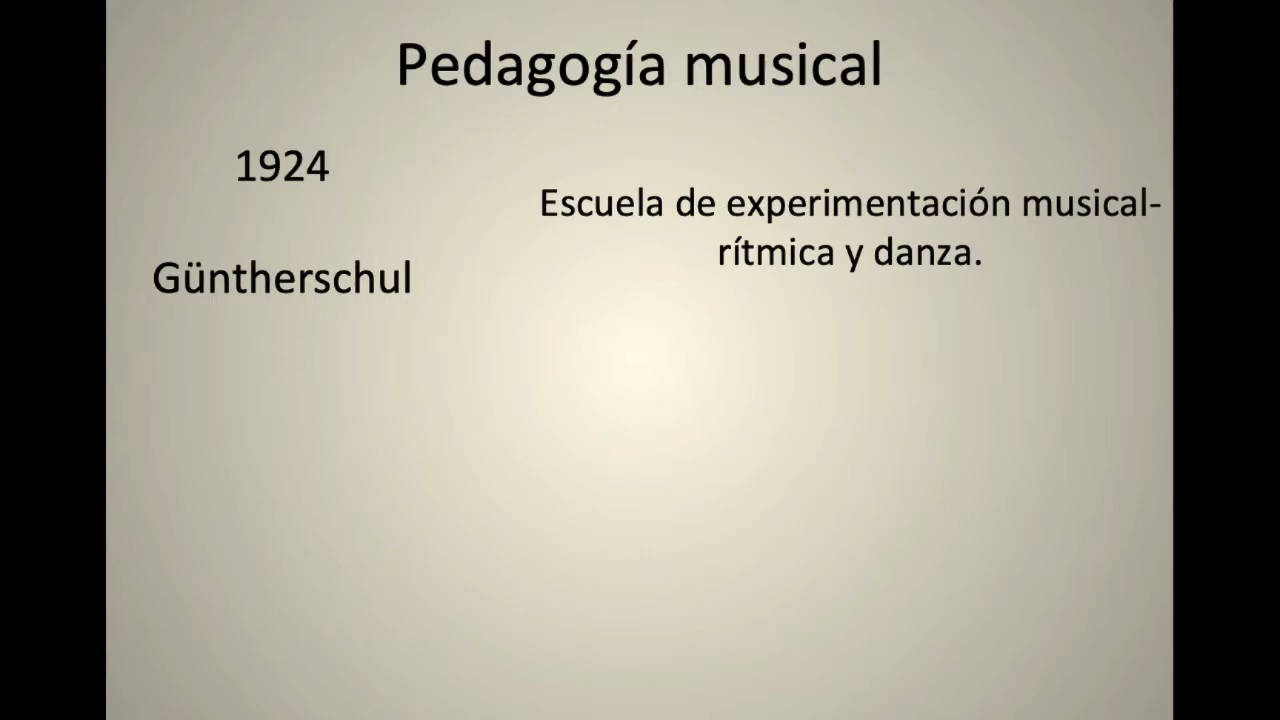 Pedagogía musical
1924
Güntherschul
Escuela de experimentación musical-
rítmica y danza.